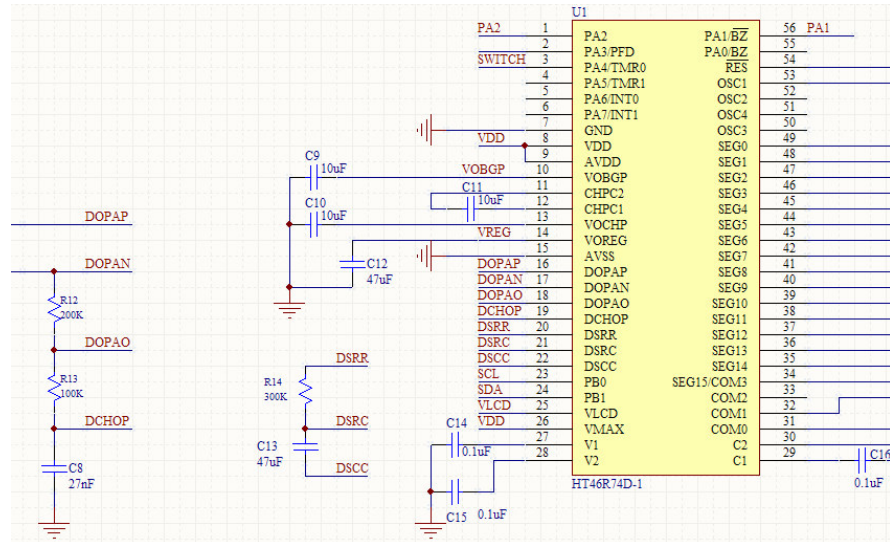 U1
PA2 1 PA2 PA1/BZ 56 PA1
2 PA3/PFD PA0/BZ 55
SWITCH 3 PA4/TMR0 RES 54
4 PA5/TMR1 OSC1 53
5 PA6/INT0 OSC2 52
6 PA7/INT1 OSC4 51
7 GND OSC3 50
VDD 8 VDD SEG0 49
9 AVDD SEG1 48
VOBGP 10 VOBGP SEG2 47
11 CHPC2 SEG3 46
12 CHPC1 SEG4 45
13 VOCHP SEG5 44
VREG 14 VOREG SEG6 43
15 AVSS SEG7 42
DOPAP 16 DOPAP SEG8 41
DOPAN 17 DOPAN SEG9 40
DOPAO 18 DOPAO SEG10 39
DCHOP 19 DCHOP SEG11 38
DSRR 20 DSRR SEG12 37
DSRC 21 DSRC SEG13 36
DSCC 22 DSCC SEG14 35
SCL 23 PB0 SEG15/COM3 34
SDA 24 PB1 COM2 33
VLCD 25 VLCD COM1 32
VDD 26 VMAX COM0 31
27 V1 C2 30
28 V2 C1 29
HT46R74D-1
C9
10uF
C11
10uF
C10
10uF
C12
47uF
DOPAP
DOPAN
R12
200K
DOPAO
R13
100K
DCHOP
C8
27nF
DSRR
R14
300K
DSRC
C13
47uF
DSCC
C14
0.1uF
C15 0.1uF
C16
0.1uF